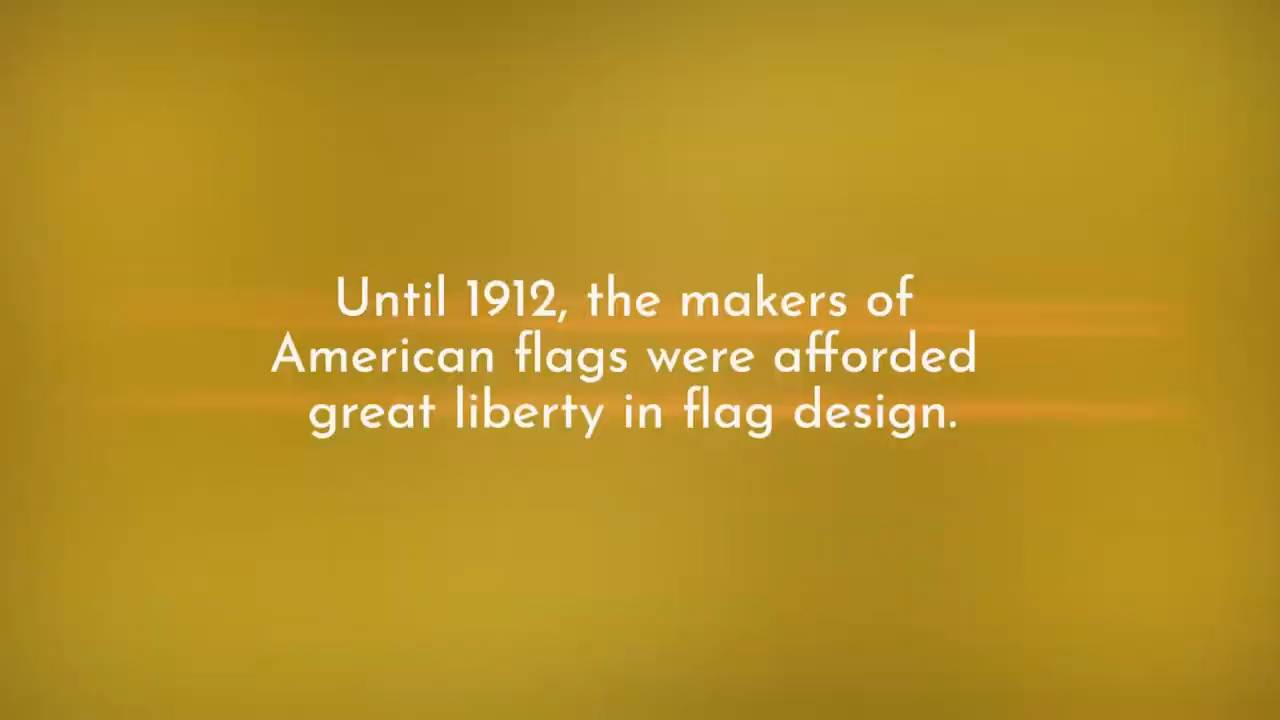 Until 1912, the makers of
American flags were afforded
great liberty in flag design.